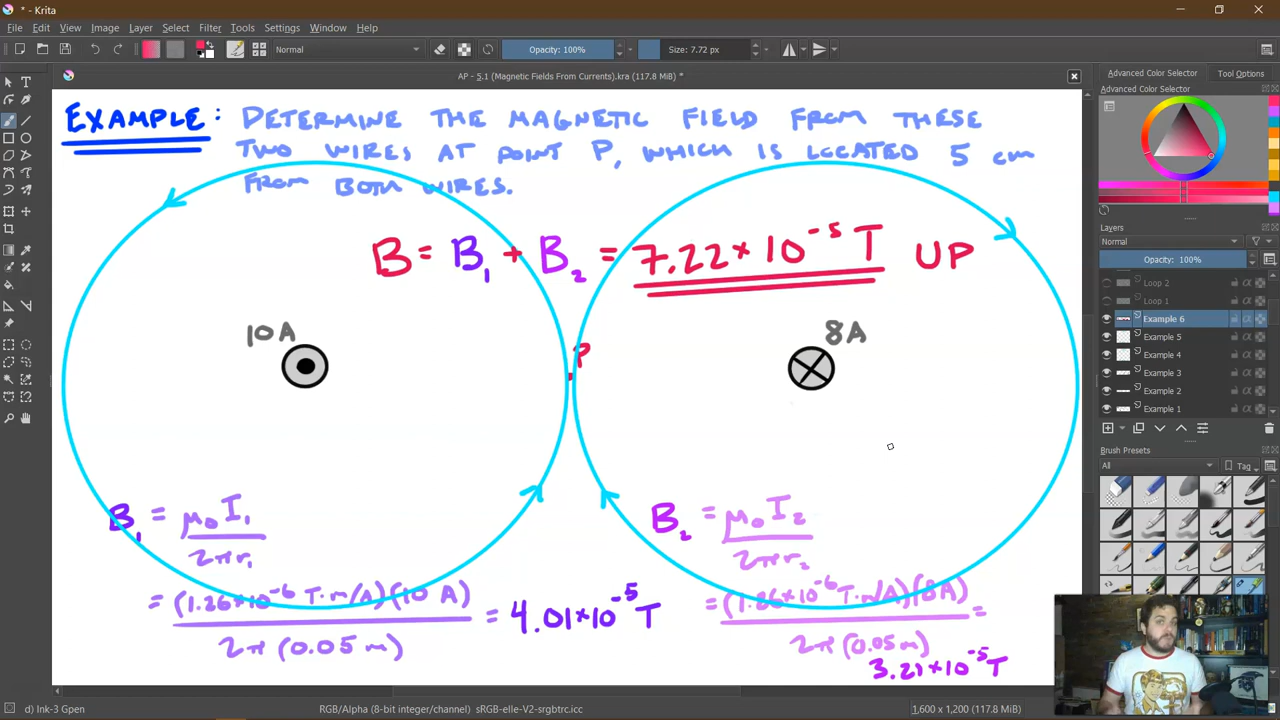 * - Krita
File Edit View Image Layer Select Filter Tools Settings Window Help
Normal Opacity: 100% Size: 7.72 px
AP - 5.1 (Magnetic Fields From Currents).kra (117.8 MiB) *
Advanced Color Selector Tool Options
Advanced Color Selector
EXAMPLE: DETERMINE THE MAGNETIC FIELD FROM THESE
TWO WIRES AT POINT P, WHICH IS LOCATED 5 cm
FROM BOTH WIRES.
B = B₁ + B₂ = 7.22×10⁻⁵ T UP
10A
8A
P
B₁ = μ₀I₁
2πr₁
= (1.26×10⁻⁶ T·m/A)(10 A) = 4.01×10⁻⁵ T
2π (0.05 m)
B₂ = μ₀I₂
2πr₂
= (1.26×10⁻⁶ T·m/A)(8A) =
2π (0.05 m)
3.21×10⁻⁵ T
Layers
Normal
Opacity: 100%
Loop 2
Loop 1
Example 6
Example 5
Example 4
Example 3
Example 2
Example 1
Brush Presets
All Tag
d) Ink-3 Gpen RGB/Alpha (8-bit integer/channel) sRGB-elle-V2-srgbtrc.icc 1,600 x 1,200 (117.8 MiB)